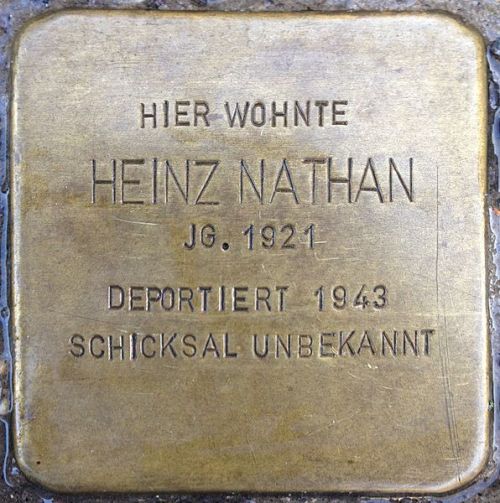 HIER WOHNTE
HEINZ NATHAN
JG. 1921
DEPORTIERT 1943
SCHICKSAL UNBEKANNT